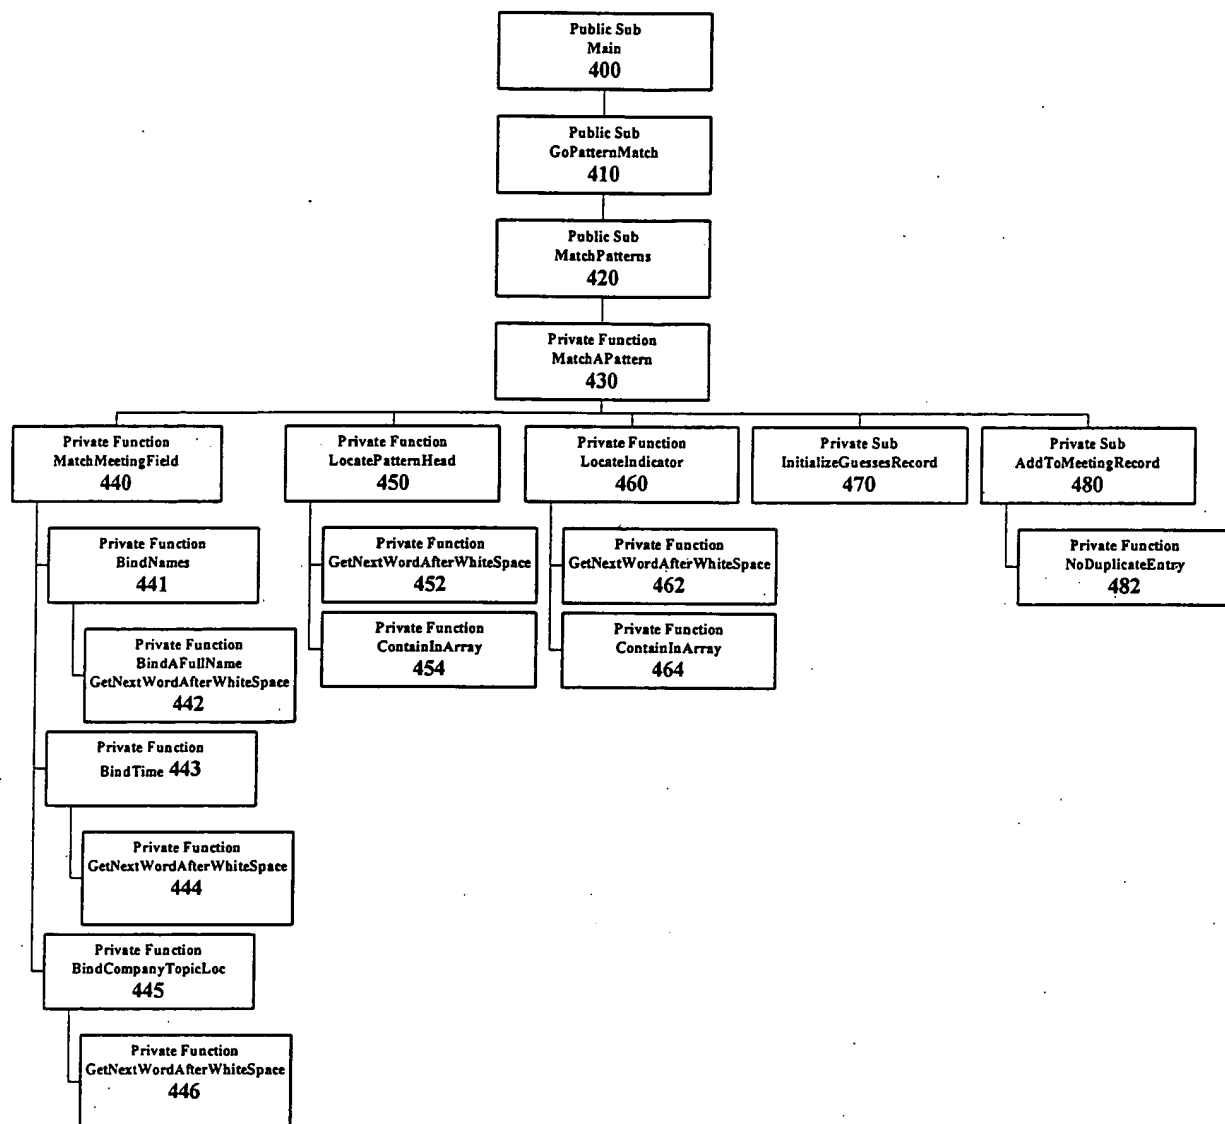 Public Sub
Main
400
Public Sub
GoPatternMatch
410
Public Sub
MatchPatterns
420
Private Function
MatchAPattern
430
Private Function
MatchMeetingField
440
Private Function
LocatePatternHead
450
Private Function
LocateIndicator
460
Private Sub
InitializeGuessesRecord
470
Private Sub
AddToMeetingRecord
480
Private Function
BindNames
441
Private Function
GetNextWordAfterWhiteSpace
452
Private Function
GetNextWordAfterWhiteSpace
462
Private Function
NoDuplicateEntry
482
Private Function
BindAFullName
GetNextWordAfterWhiteSpace
442
Private Function
ContainInArray
454
Private Function
ContainInArray
464
Private Function
BindTime 443
Private Function
GetNextWordAfterWhiteSpace
444
Private Function
BindCompanyTopicLoc
445
Private Function
GetNextWordAfterWhiteSpace
446